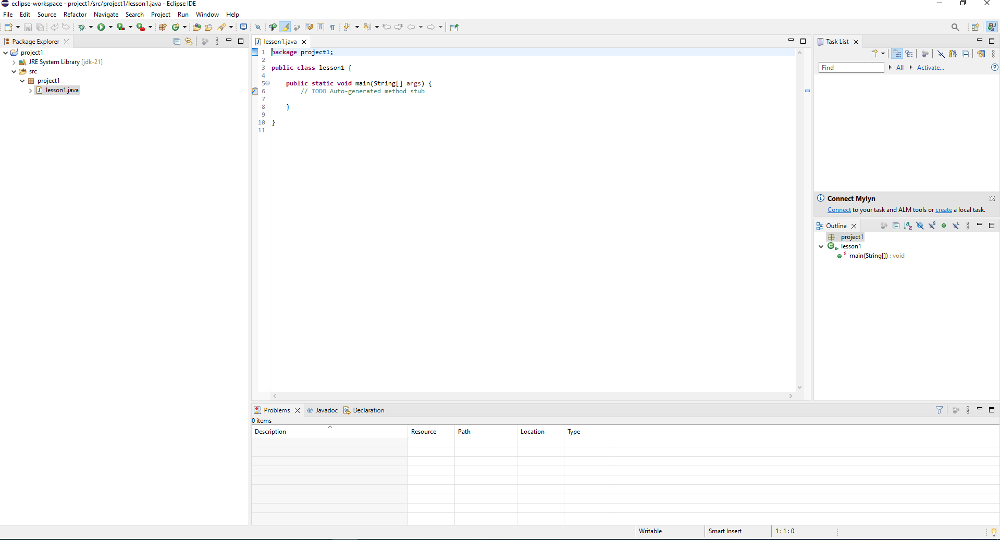 eclipse-workspace - project1/src/project1/lesson1.java - Eclipse IDE
File Edit Source Refactor Navigate Search Project Run Window Help
Package Explorer
project1
JRE System Library [jdk-21]
src
project1
lesson1.java
lesson1.java
1 package project1;
2
3 public class lesson1 {
4
5 public static void main(String[] args) {
6 // TODO Auto-generated method stub
7
8 }
9
10 }
11
Task List
Find All Activate...
Connect Mylyn
Connect to your task and ALM tools or create a local task.
Outline
project1
lesson1
main(String[]) : void
Problems @ Javadoc Declaration
0 items
Description Resource Path Location Type
Writable Smart Insert 1 : 1 : 0